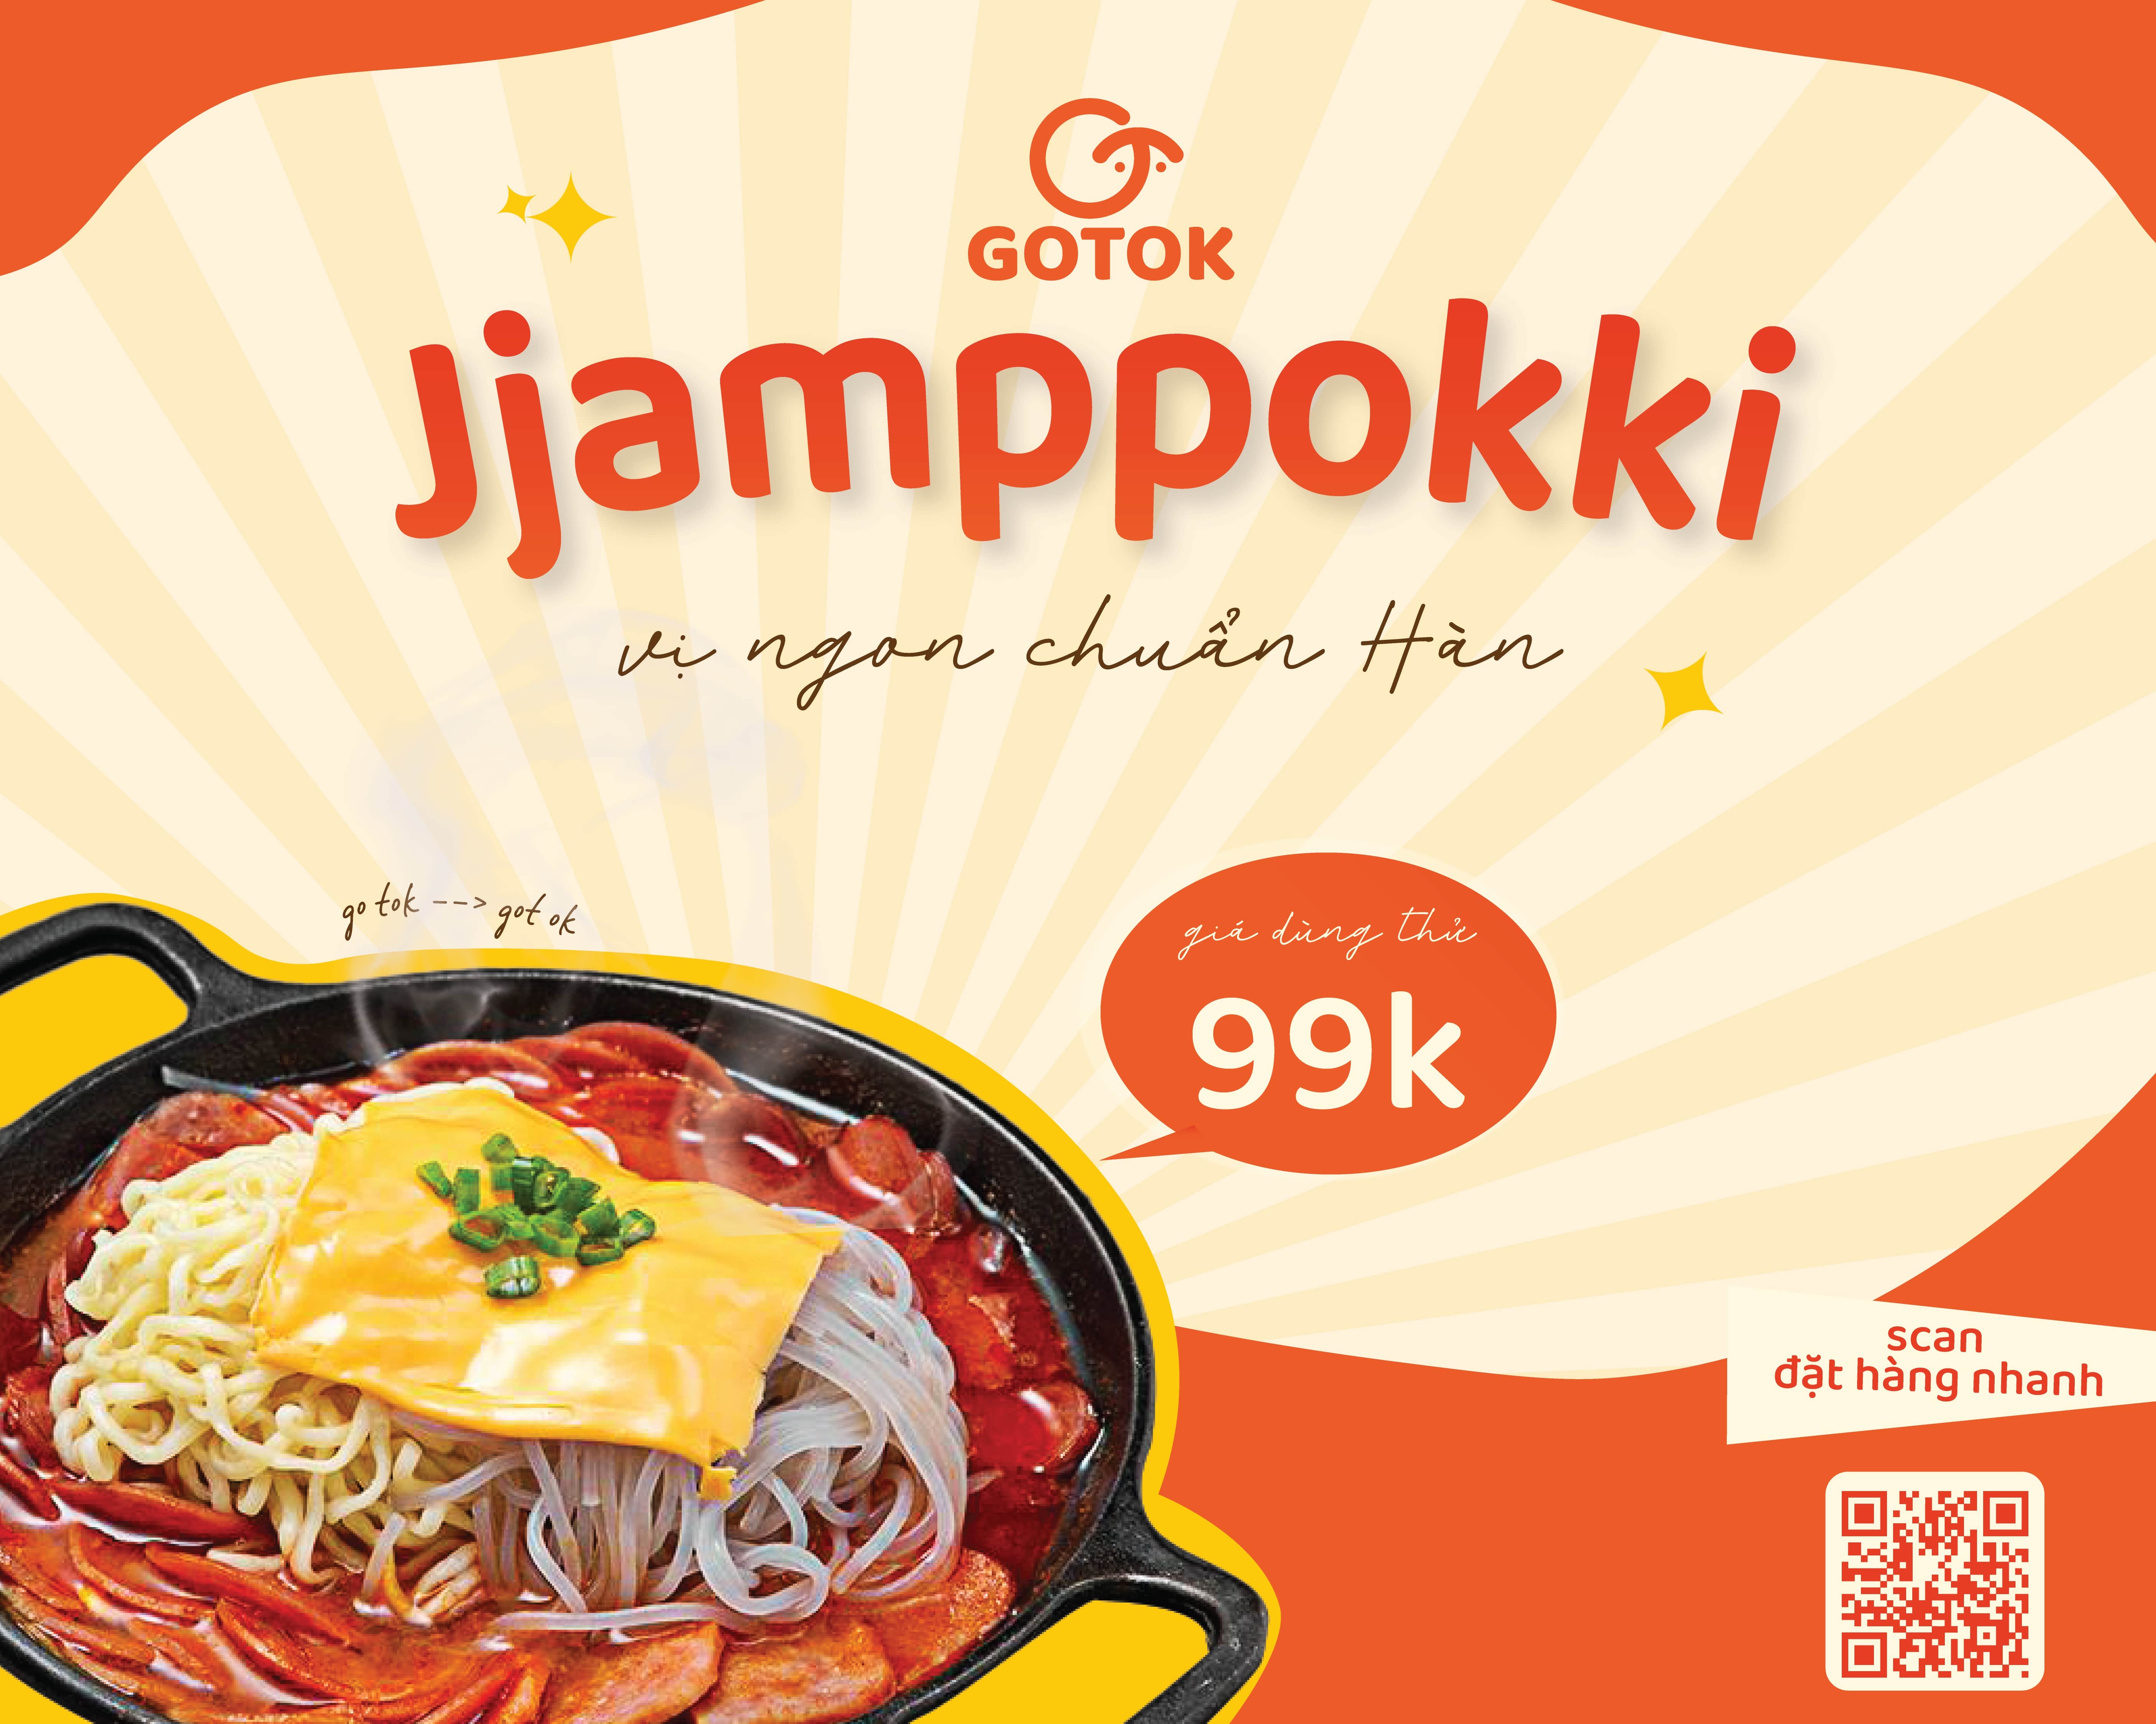 GOTOK
Jjamppokki
vị ngon chuẩn Hàn
go tok --> got ok
giá dùng thử
99k
scan
đặt hàng nhanh